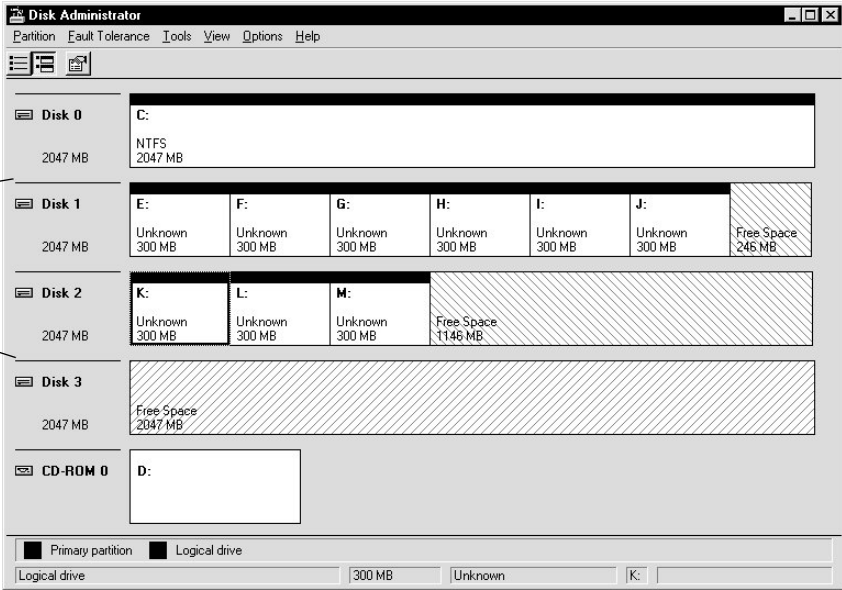 Disk Administrator
Partition Fault Tolerance Tools View Options Help
Disk 0
2047 MB
C:
NTFS
2047 MB
Disk 1
2047 MB
E: F: G: H: I: J:
Unknown Unknown Unknown Unknown Unknown Unknown Free Space
300 MB 300 MB 300 MB 300 MB 300 MB 300 MB 246 MB
Disk 2
2047 MB
K: L: M:
Unknown Unknown Unknown Free Space
300 MB 300 MB 300 MB 1146 MB
Disk 3
2047 MB
Free Space
2047 MB
CD-ROM 0
D:
Primary partition Logical drive
Logical drive 300 MB Unknown K: